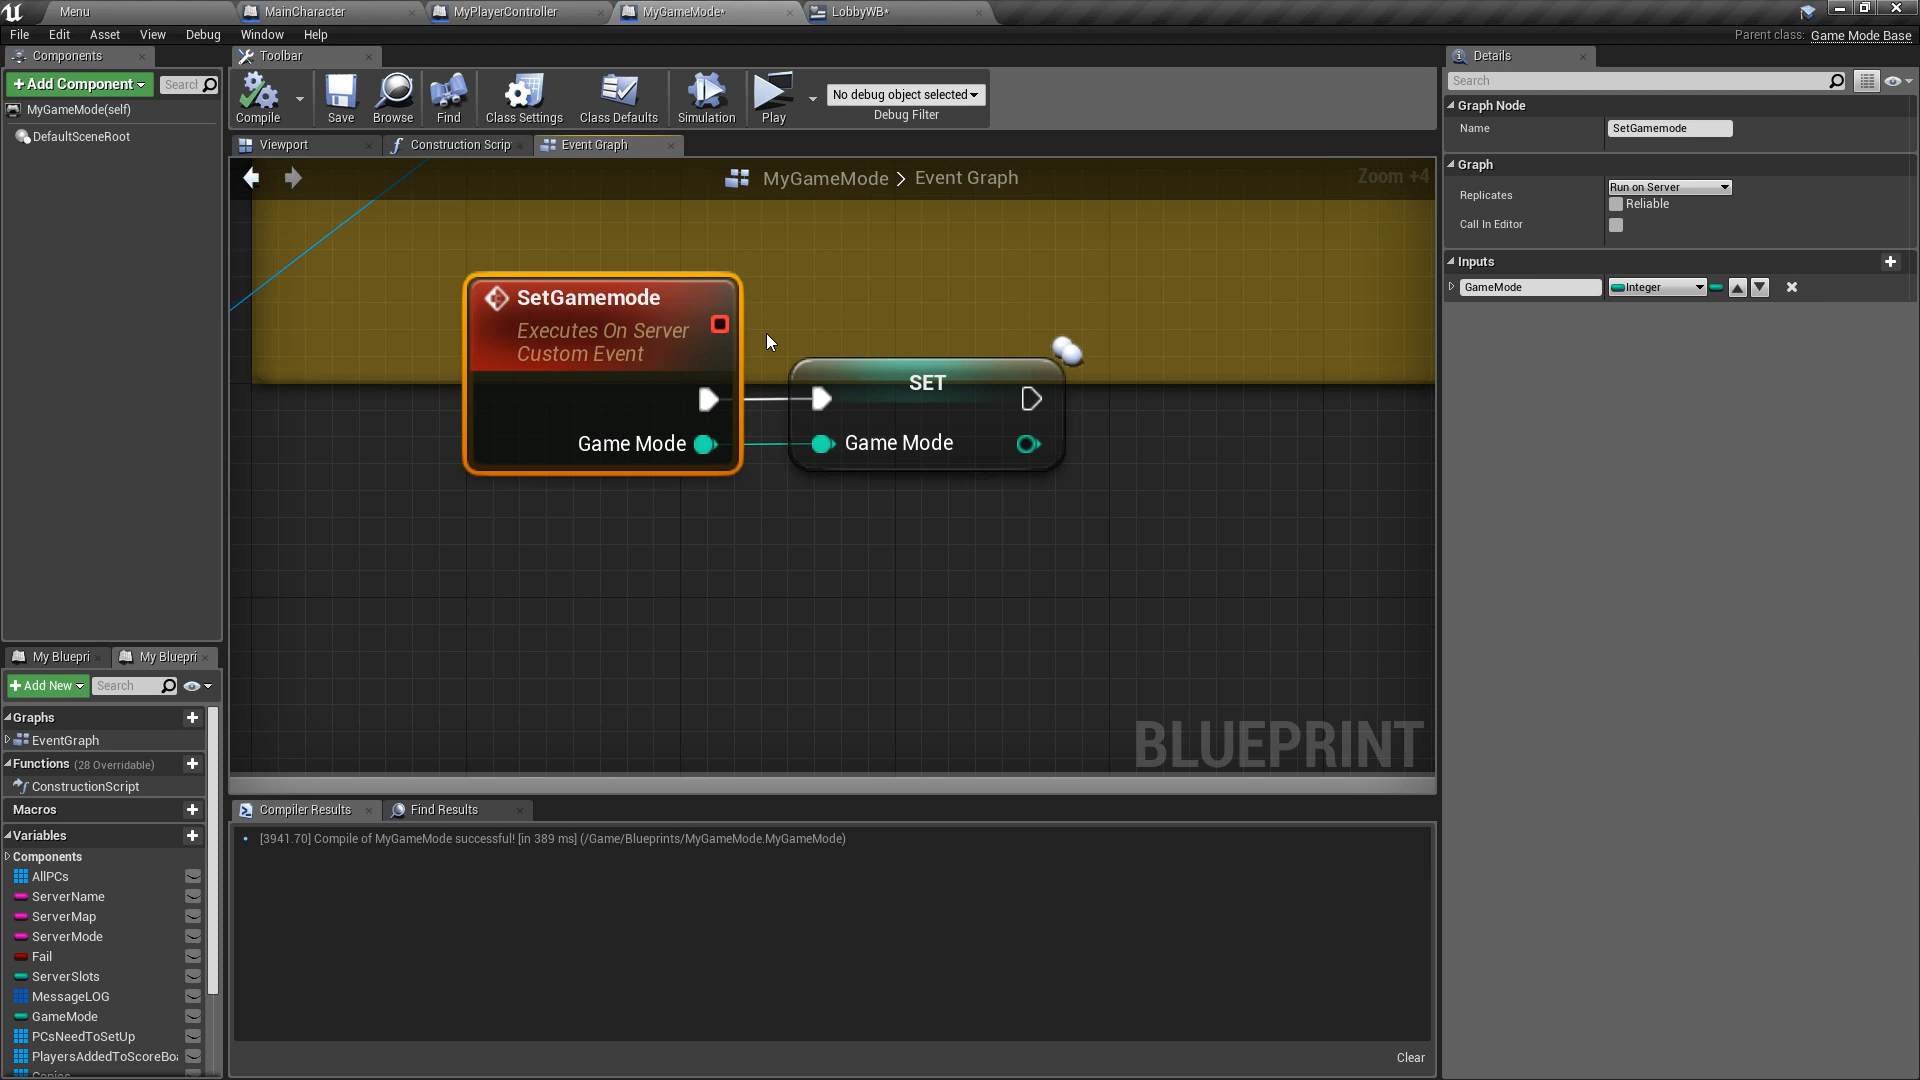 Menu
MainCharacter
MyPlayerController
MyGameMode*
LobbyWB*
File
Edit
Asset
View
Debug
Window
Help
Parent class: Game Mode Base
Components
+ Add Component
Searcl
MyGameMode(self)
DefaultSceneRoot
Toolbar
Compile
Save
Browse
Find
Class Settings
Class Defaults
Simulation
Play
No debug object selected
Debug Filter
Viewport
Construction Scrip
Event Graph
MyGameMode > Event Graph
Zoom +4
SetGamemode
Executes On Server
Custom Event
Game Mode
SET
Game Mode
BLUEPRINT
My Bluepri
My Bluepri
+ Add New
Search
Graphs
EventGraph
Functions (28 Overridable)
ConstructionScript
Macros
Variables
Components
AllPCs
ServerName
ServerMap
ServerMode
Fail
ServerSlots
MessageLOG
GameMode
PCsNeedToSetUp
PlayersAddedToScoreBoa
Compiler Results
Find Results
[3941.70] Compile of MyGameMode successful! [in 389 ms] (/Game/Blueprints/MyGameMode.MyGameMode)
Clear
Details
Search
Graph Node
Name
SetGamemode
Graph
Replicates
Run on Server
Reliable
Call In Editor
Inputs
GameMode
Integer